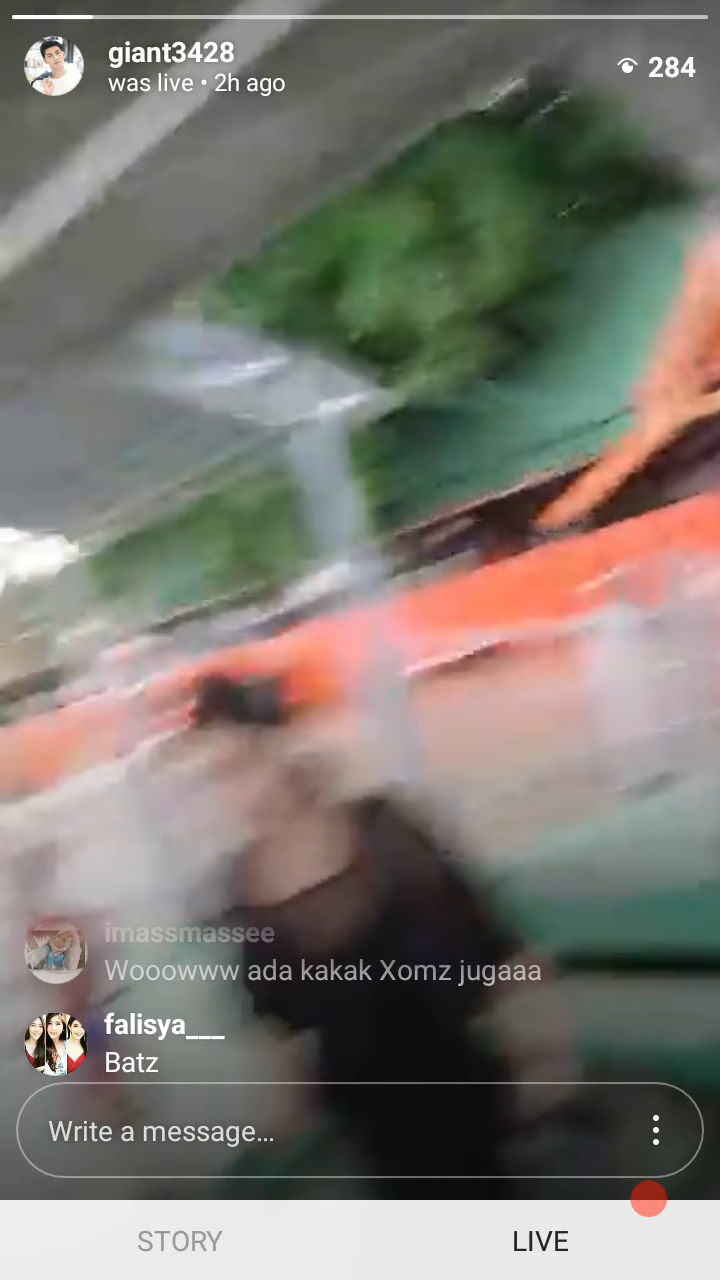 giant3428
was live • 2h ago
284
imassmassee
Wooowww ada kakak Xomz jugaaa
falisya___
Batz
Write a message...
STORY
LIVE